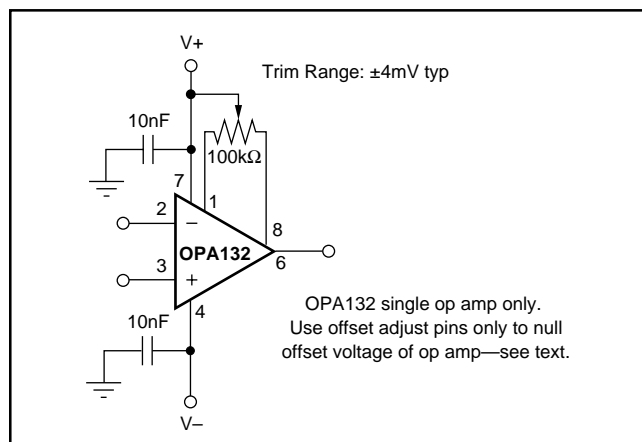 V+
Trim Range: ±4mV typ
10nF
100kΩ
7
1
2
–
8
OPA132
6
3
+
4
10nF
OPA132 single op amp only.
Use offset adjust pins only to null
offset voltage of op amp—see text.
V–